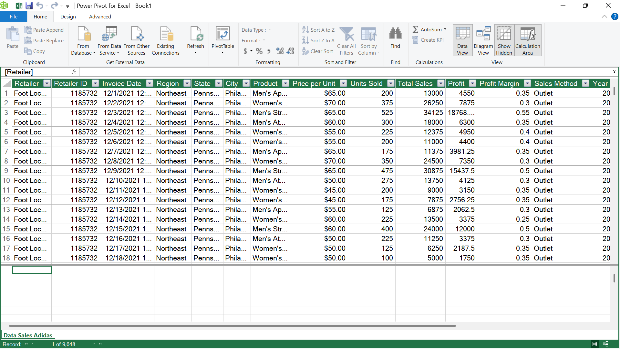 Power Pivot for Excel - Book1
File Home Design Advanced
Paste Paste Append
Paste Replace
Copy
Clipboard
From Database From Data Service From Other Sources Existing Connections
Get External Data
Refresh PivotTable
Data Type :
Format :
$ % ,
Formatting
Sort A to Z
Sort Z to A
Clear Sort
Clear All Filters Sort by Column
Sort and Filter
Find
Find
AutoSum
Create KPI
Calculations
Data View Diagram View Show Hidden Calculation Area
View
[Retailer] fx
Retailer Retailer ID Invoice Date Region State City Product Price per Unit Units Sold Total Sales Profit Profit Margin Sales Method Year
1 Foot Loc... 1185732 12/1/2021 12... Northeast Penns... Phila... Men's Ap... $65.00 200 13000 4550 0.35 Outlet 20
2 Foot Loc... 1185732 12/2/2021 12... Northeast Penns... Phila... Women's... $70.00 375 26250 7875 0.3 Outlet 20
3 Foot Loc... 1185732 12/3/2021 12... Northeast Penns... Phila... Men's Str... $65.00 525 34125 18768.... 0.55 Outlet 20
4 Foot Loc... 1185732 12/4/2021 12... Northeast Penns... Phila... Men's At... $60.00 300 18000 6300 0.35 Outlet 20
5 Foot Loc... 1185732 12/5/2021 12... Northeast Penns... Phila... Women's... $55.00 225 12375 4950 0.4 Outlet 20
6 Foot Loc... 1185732 12/6/2021 12... Northeast Penns... Phila... Women's... $55.00 200 11000 4400 0.4 Outlet 20
7 Foot Loc... 1185732 12/7/2021 12... Northeast Penns... Phila... Men's Ap... $65.00 175 11375 3981.25 0.35 Outlet 20
8 Foot Loc... 1185732 12/8/2021 12... Northeast Penns... Phila... Women's... $70.00 350 24500 7350 0.3 Outlet 20
9 Foot Loc... 1185732 12/9/2021 12... Northeast Penns... Phila... Men's Str... $65.00 475 30875 15437.5 0.5 Outlet 20
10 Foot Loc... 1185732 12/10/2021 1... Northeast Penns... Phila... Men's At... $50.00 275 13750 4125 0.3 Outlet 20
11 Foot Loc... 1185732 12/11/2021 1... Northeast Penns... Phila... Women's... $45.00 200 9000 3150 0.35 Outlet 20
12 Foot Loc... 1185732 12/12/2021 1... Northeast Penns... Phila... Women's... $45.00 175 7875 2756.25 0.35 Outlet 20
13 Foot Loc... 1185732 12/13/2021 1... Northeast Penns... Phila... Men's Ap... $55.00 125 6875 2062.5 0.3 Outlet 20
14 Foot Loc... 1185732 12/14/2021 1... Northeast Penns... Phila... Women's... $60.00 225 13500 3375 0.25 Outlet 20
15 Foot Loc... 1185732 12/15/2021 1... Northeast Penns... Phila... Men's Str... $60.00 400 24000 12000 0.5 Outlet 20
16 Foot Loc... 1185732 12/16/2021 1... Northeast Penns... Phila... Men's At... $50.00 225 11250 3375 0.3 Outlet 20
17 Foot Loc... 1185732 12/17/2021 1... Northeast Penns... Phila... Women's... $50.00 125 6250 2187.5 0.35 Outlet 20
18 Foot Loc... 1185732 12/18/2021 1... Northeast Penns... Phila... Women's... $50.00 100 5000 1750 0.35 Outlet 20
Data Sales Adidas
Record: 1 of 9,648